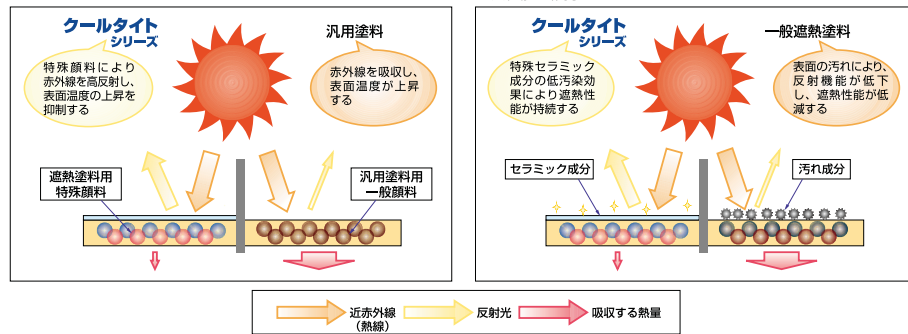 クールタイト
シリーズ
特殊顔料により
赤外線を高反射し、
表面温度の上昇を
抑制する
汎用塗料
赤外線を吸収し、
表面温度が上昇
する
遮熱塗料用
特殊顔料
汎用塗料用
一般顔料
クールタイト
シリーズ
特殊セラミック
成分の低汚染効
果により遮熱性
能が持続する
一般遮熱塗料
表面の汚れにより、
反射機能が低下
し、遮熱性能が低
減する
セラミック成分
汚れ成分
近赤外線
(熱線)
反射光
吸収する熱量